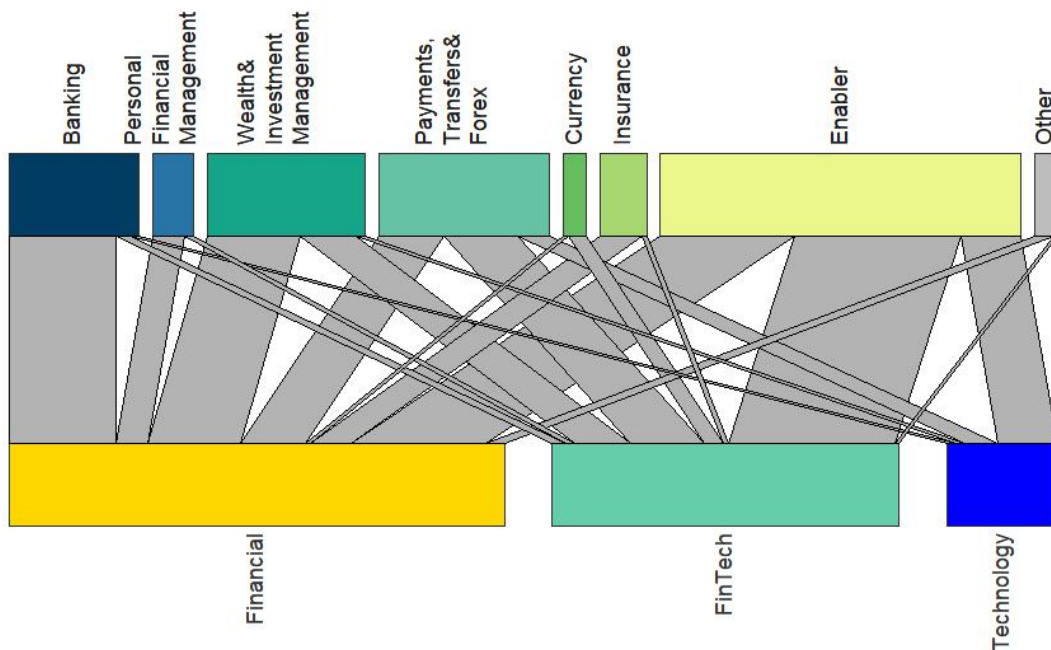 Banking
Personal
Financial
Management
Wealth&
Investment
Management
Payments,
Transfers&
Forex
Currency
Insurance
Enabler
Other
Financial
FinTech
Technology